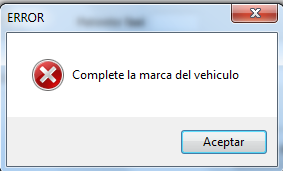 ERROR
Complete la marca del vehiculo
Aceptar